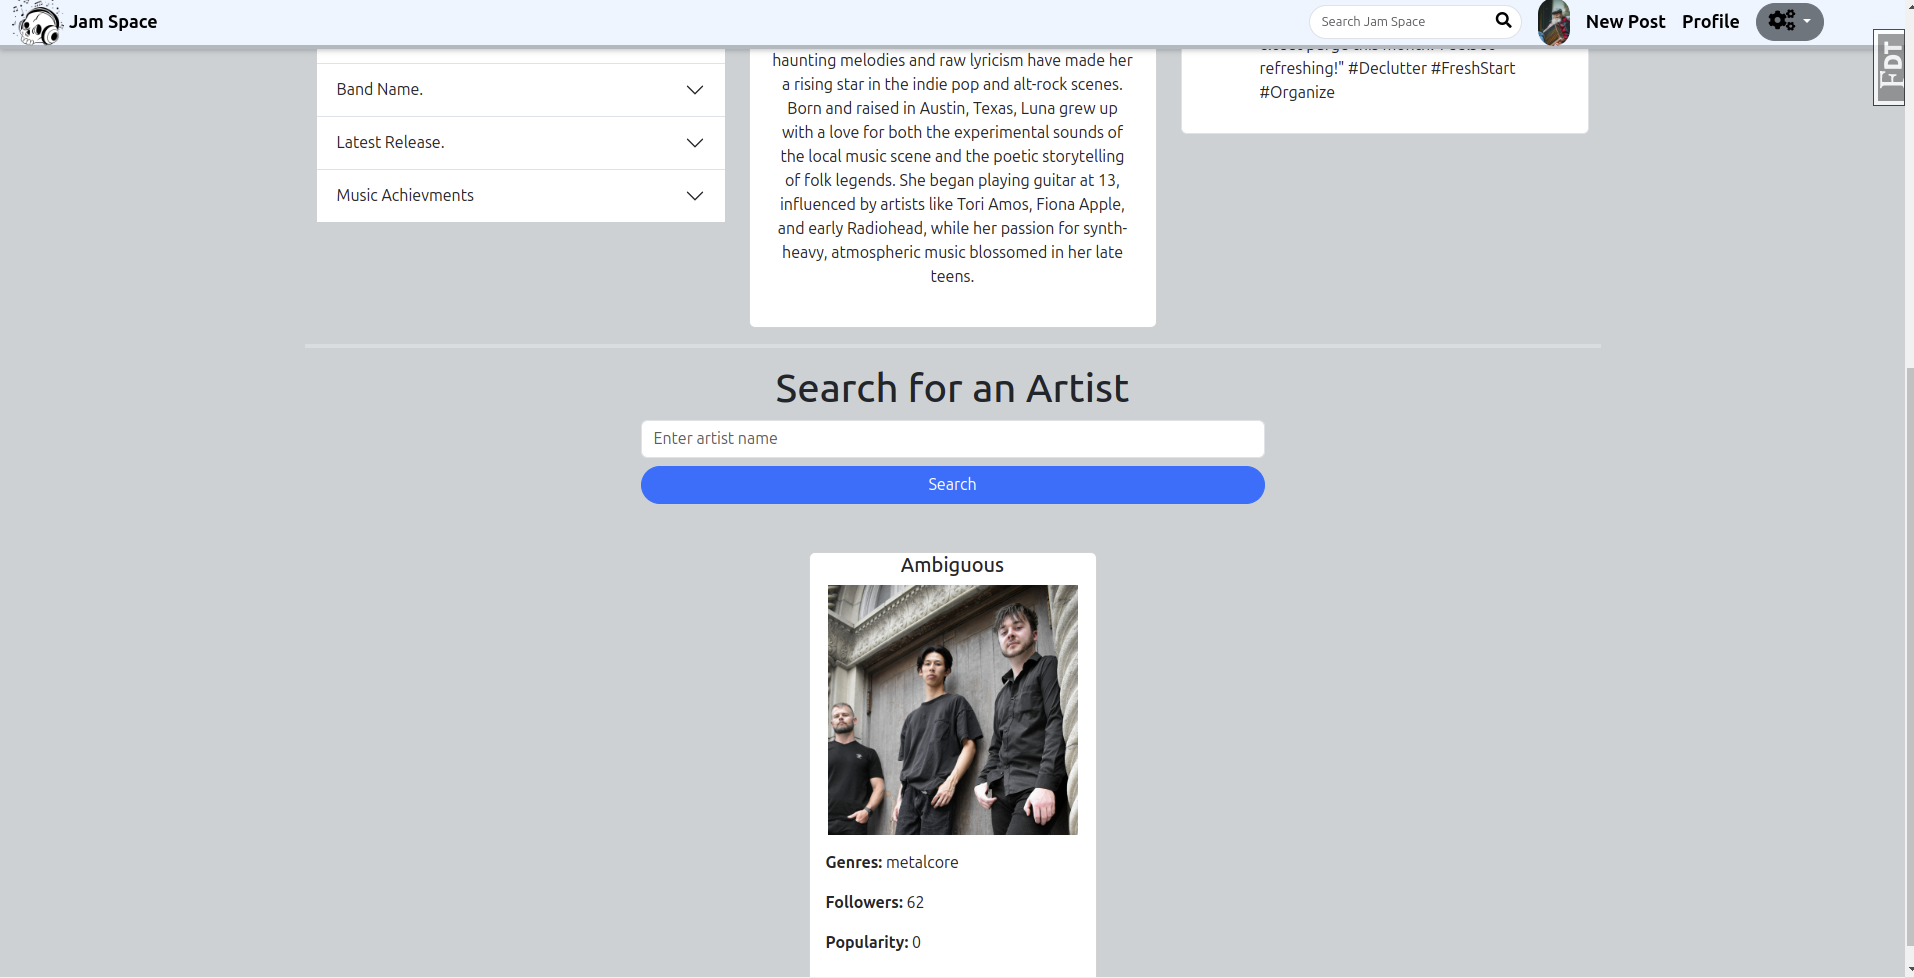 Jam Space
Search Jam Space
New Post
Profile
FDT
Band Name.
Latest Release.
Music Achievments
haunting melodies and raw lyricism have made her
a rising star in the indie pop and alt-rock scenes.
Born and raised in Austin, Texas, Luna grew up
with a love for both the experimental sounds of
the local music scene and the poetic storytelling
of folk legends. She began playing guitar at 13,
influenced by artists like Tori Amos, Fiona Apple,
and early Radiohead, while her passion for synth-
heavy, atmospheric music blossomed in her late
teens.
refreshing!" #Declutter #FreshStart
#Organize
Search for an Artist
Enter artist name
Search
Ambiguous
Genres: metalcore
Followers: 62
Popularity: 0